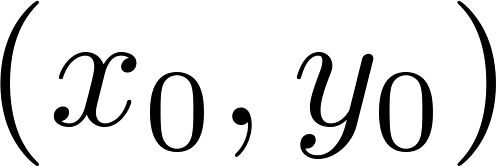 (x₀, y₀)